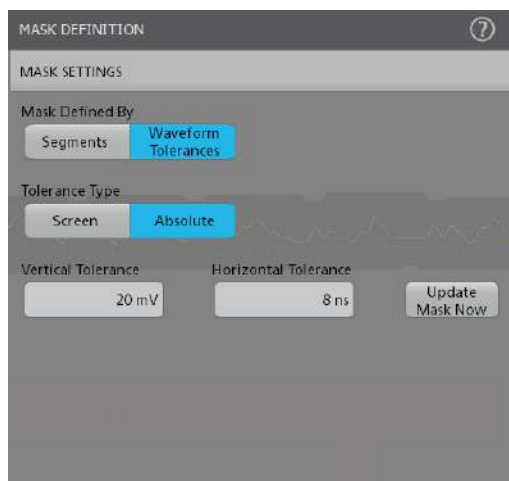 MASK DEFINITION
?
MASK SETTINGS
Mask Defined By
Segments
Waveform
Tolerances
Tolerance Type
Screen
Absolute
Vertical Tolerance
Horizontal Tolerance
20 mV
8 ns
Update
Mask Now